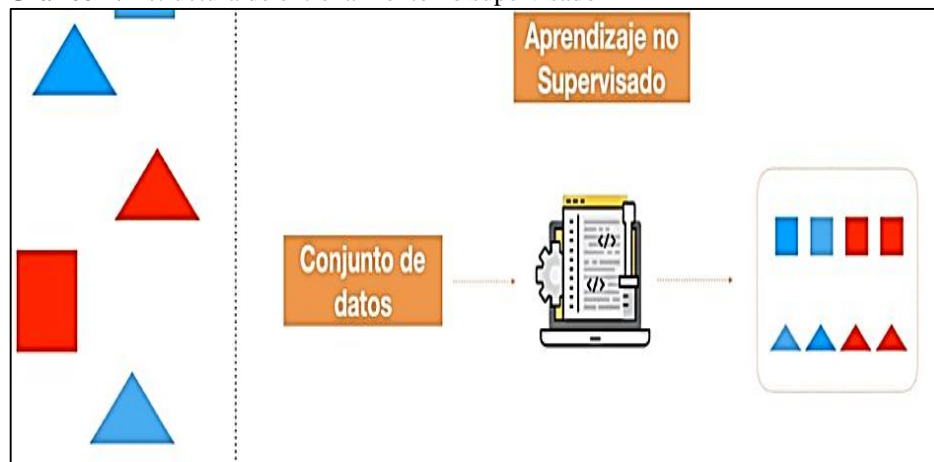 Aprendizaje no
Supervisado
Conjunto de
datos
</>
</>